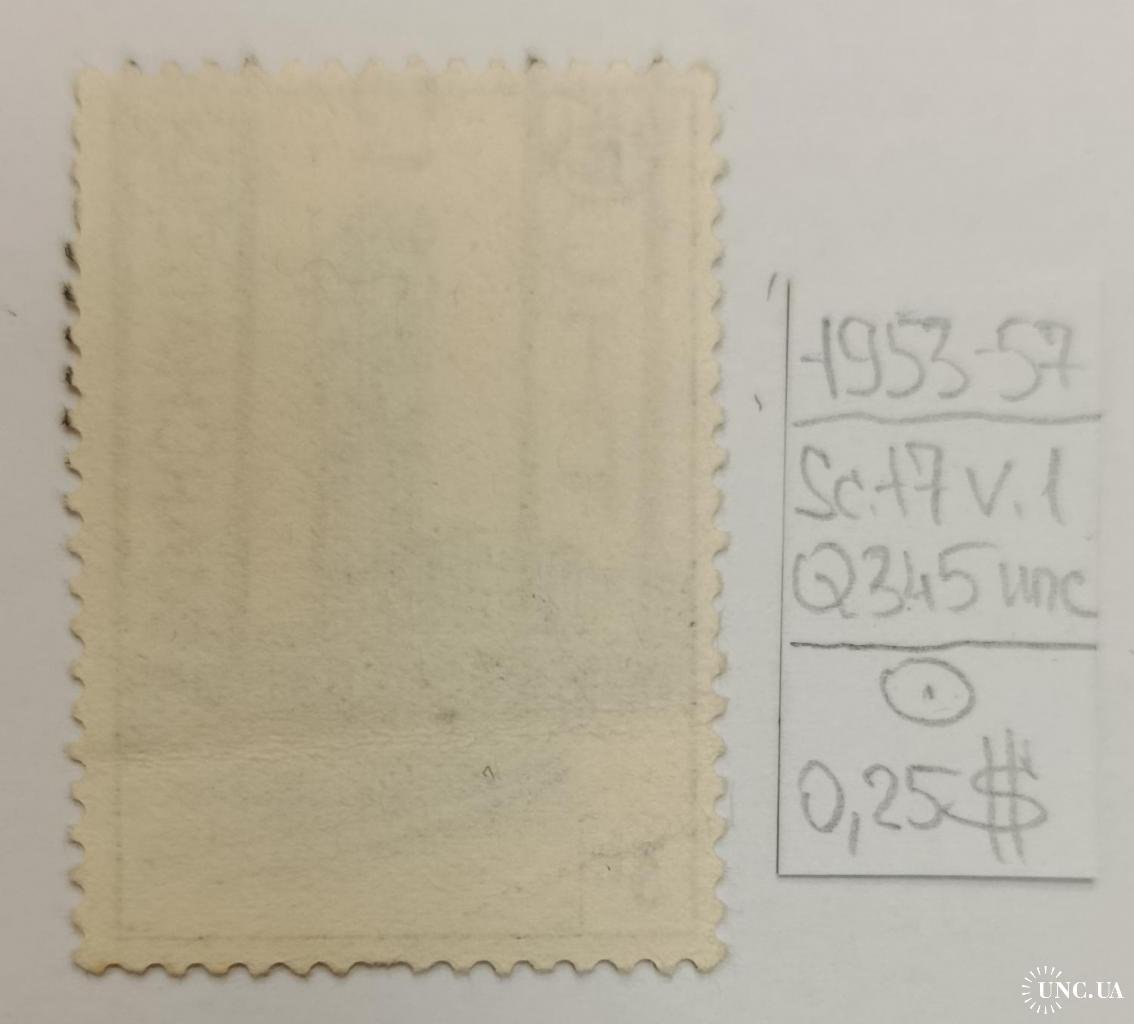 1953-57
Sc.17 v.1
Q345 unc
0,25$
UNC.UA